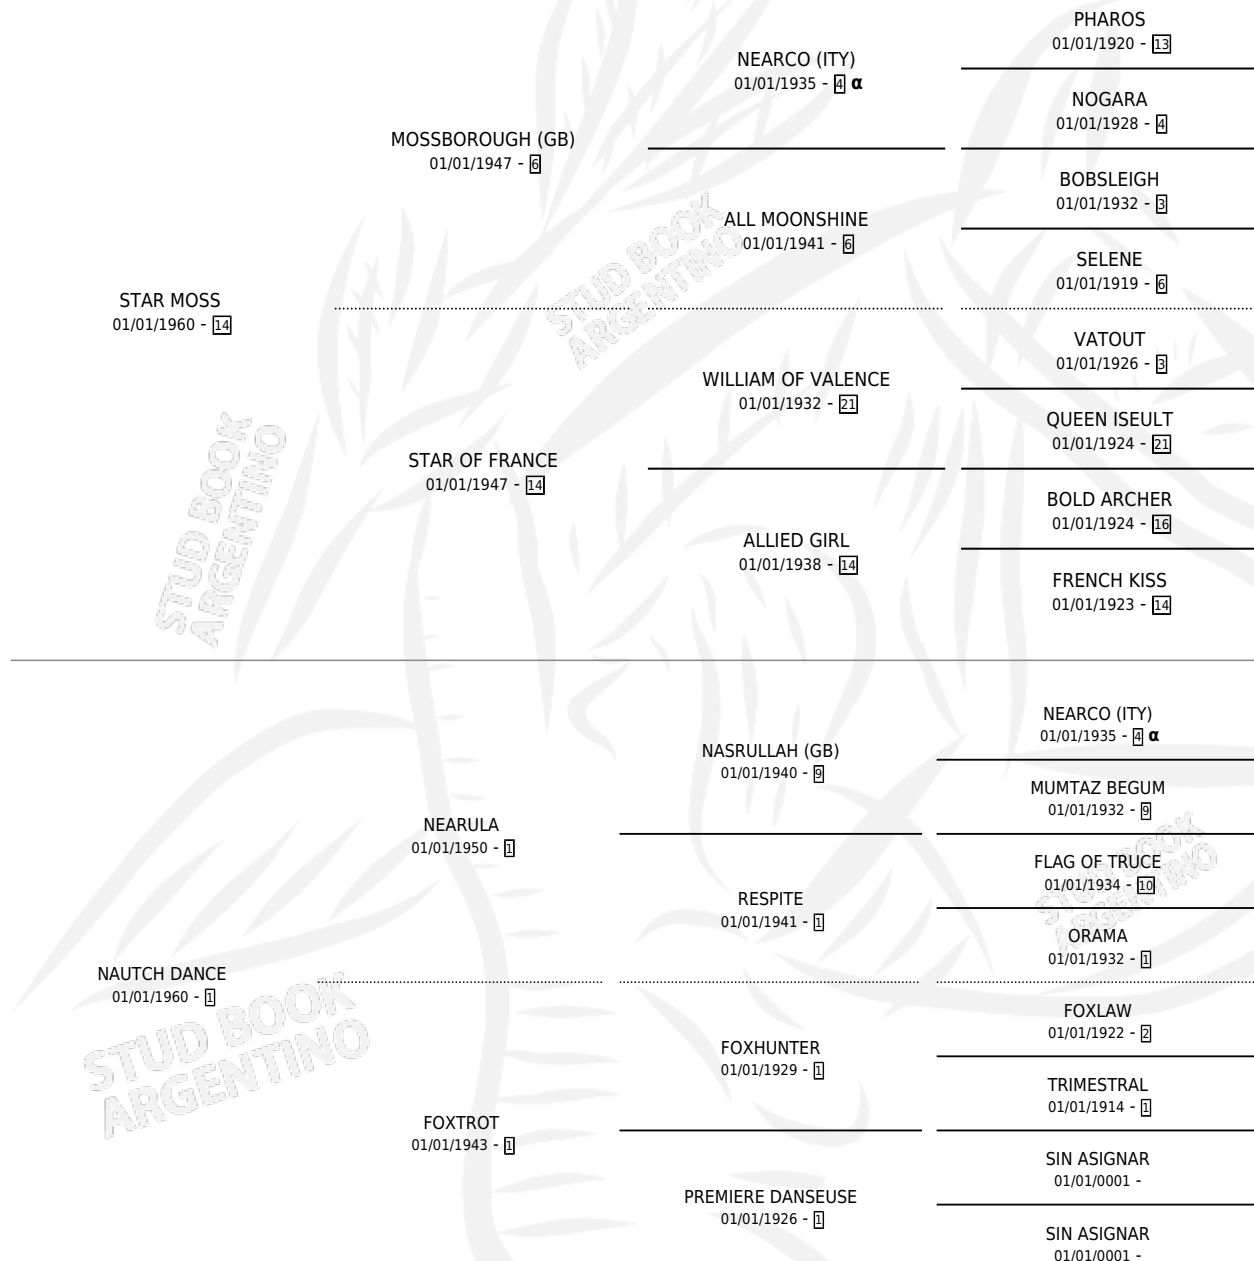 PHAROS
01/01/1920 - 13
NEARCO (ITY)
01/01/1935 - 4 α
NOGARA
01/01/1928 - 4
MOSSBOROUGH (GB)
01/01/1947 - 6
BOBSLEIGH
01/01/1932 - 3
ALL MOONSHINE
01/01/1941 - 6
SELENE
01/01/1919 - 6
STAR MOSS
01/01/1960 - 14
VATOUT
01/01/1926 - 3
WILLIAM OF VALENCE
01/01/1932 - 21
QUEEN ISEULT
01/01/1924 - 21
STAR OF FRANCE
01/01/1947 - 14
BOLD ARCHER
01/01/1924 - 16
ALLIED GIRL
01/01/1938 - 14
FRENCH KISS
01/01/1923 - 14
NEARCO (ITY)
01/01/1935 - 4 α
NASRULLAH (GB)
01/01/1940 - 9
MUMTAZ BEGUM
01/01/1932 - 9
NEARULA
01/01/1950 - 1
FLAG OF TRUCE
01/01/1934 - 10
RESPITE
01/01/1941 - 1
ORAMA
01/01/1932 - 1
NAUTCH DANCE
01/01/1960 - 1
FOXLAW
01/01/1922 - 2
FOXHUNTER
01/01/1929 - 1
TRIMESTRAL
01/01/1914 - 1
FOXTROT
01/01/1943 - 1
SIN ASIGNAR
01/01/0001 -
PREMIERE DANSEUSE
01/01/1926 - 1
SIN ASIGNAR
01/01/0001 -
STUD BOOK
ARGENTINO
STUD BOOK
ARGENTINO
STUD BOOK
ARGENTINO
STUD BOOK
ARGENTINO